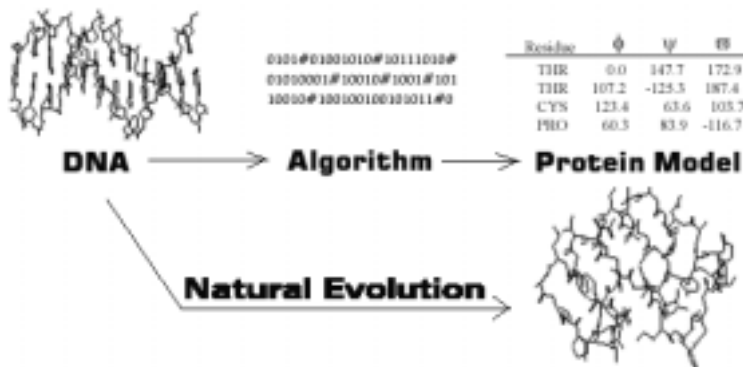 0101#01001010#10111010#
01010001#10010#1001#101
10010#100100100101011#0
Residue ϕ ψ ϖ
THR 0.0 147.7 172.9
THR 107.2 -125.3 187.4
CYS 123.4 63.6 103.7
PRO 60.3 83.9 -116.7
DNA Algorithm Protein Model
Natural Evolution